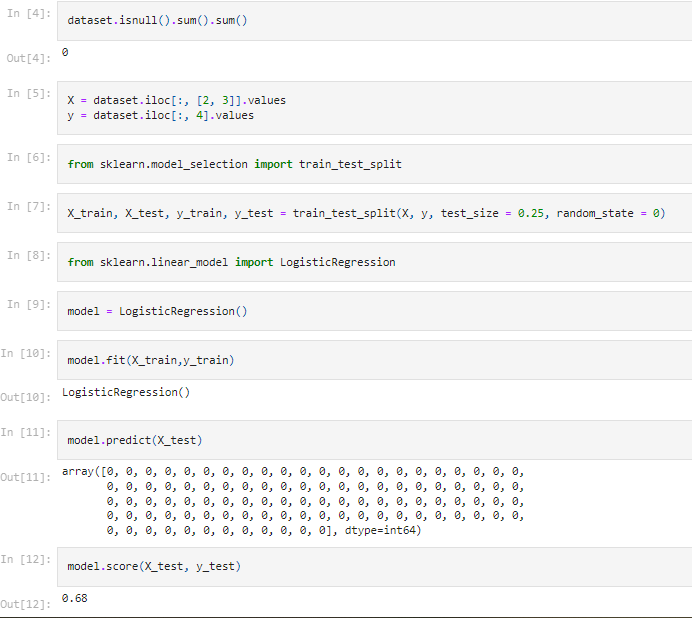 In [4]:
dataset.isnull().sum().sum()
Out[4]:
0
In [5]:
X = dataset.iloc[:, [2, 3]].values
y = dataset.iloc[:, 4].values
In [6]:
from sklearn.model_selection import train_test_split
In [7]:
X_train, X_test, y_train, y_test = train_test_split(X, y, test_size = 0.25, random_state = 0)
In [8]:
from sklearn.linear_model import LogisticRegression
In [9]:
model = LogisticRegression()
In [10]:
model.fit(X_train,y_train)
Out[10]:
LogisticRegression()
In [11]:
model.predict(X_test)
Out[11]:
array([0, 0, 0, 0, 0, 0, 0, 0, 0, 0, 0, 0, 0, 0, 0, 0, 0, 0, 0, 0, 0, 0,
0, 0, 0, 0, 0, 0, 0, 0, 0, 0, 0, 0, 0, 0, 0, 0, 0, 0, 0, 0, 0, 0,
0, 0, 0, 0, 0, 0, 0, 0, 0, 0, 0, 0, 0, 0, 0, 0, 0, 0, 0, 0, 0, 0,
0, 0, 0, 0, 0, 0, 0, 0, 0, 0, 0, 0, 0, 0, 0, 0, 0, 0, 0, 0, 0, 0,
0, 0, 0, 0, 0, 0, 0, 0, 0, 0, 0, 0], dtype=int64)
In [12]:
model.score(X_test, y_test)
Out[12]:
0.68